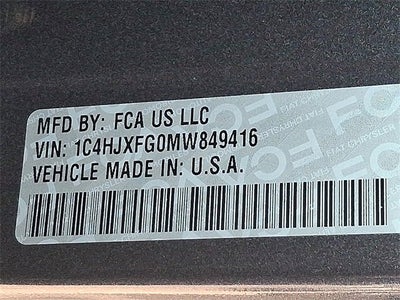 MFD BY: FCA US LLC
VIN: 1C4HJXFG0MW849416
VEHICLE MADE IN: U.S.A.